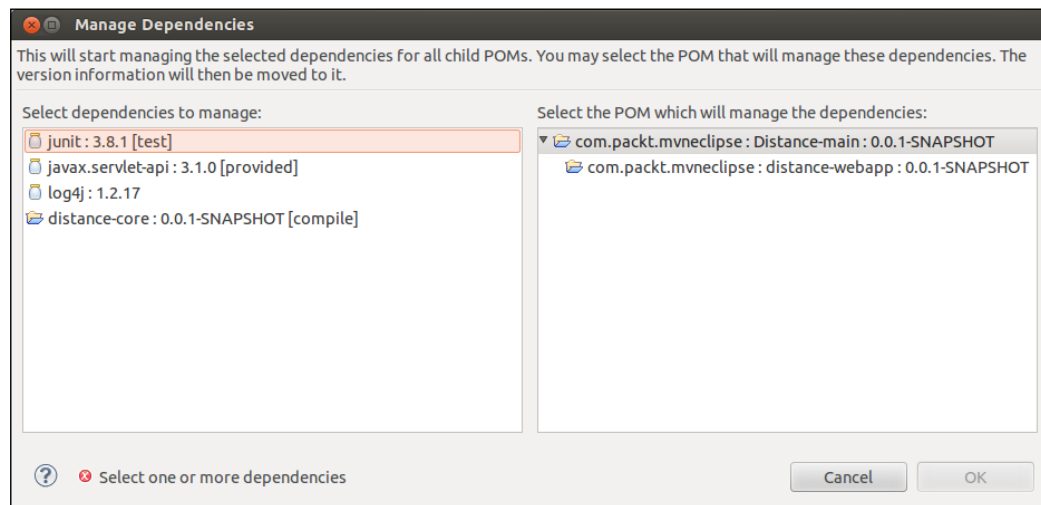 Manage Dependencies
This will start managing the selected dependencies for all child POMs. You may select the POM that will manage these dependencies. The
version information will then be moved to it.
Select dependencies to manage:
junit : 3.8.1 [test]
javax.servlet-api : 3.1.0 [provided]
log4j : 1.2.17
distance-core : 0.0.1-SNAPSHOT [compile]
Select the POM which will manage the dependencies:
com.packt.mvneclipse : Distance-main : 0.0.1-SNAPSHOT
com.packt.mvneclipse : distance-webapp : 0.0.1-SNAPSHOT
? Select one or more dependencies
Cancel OK